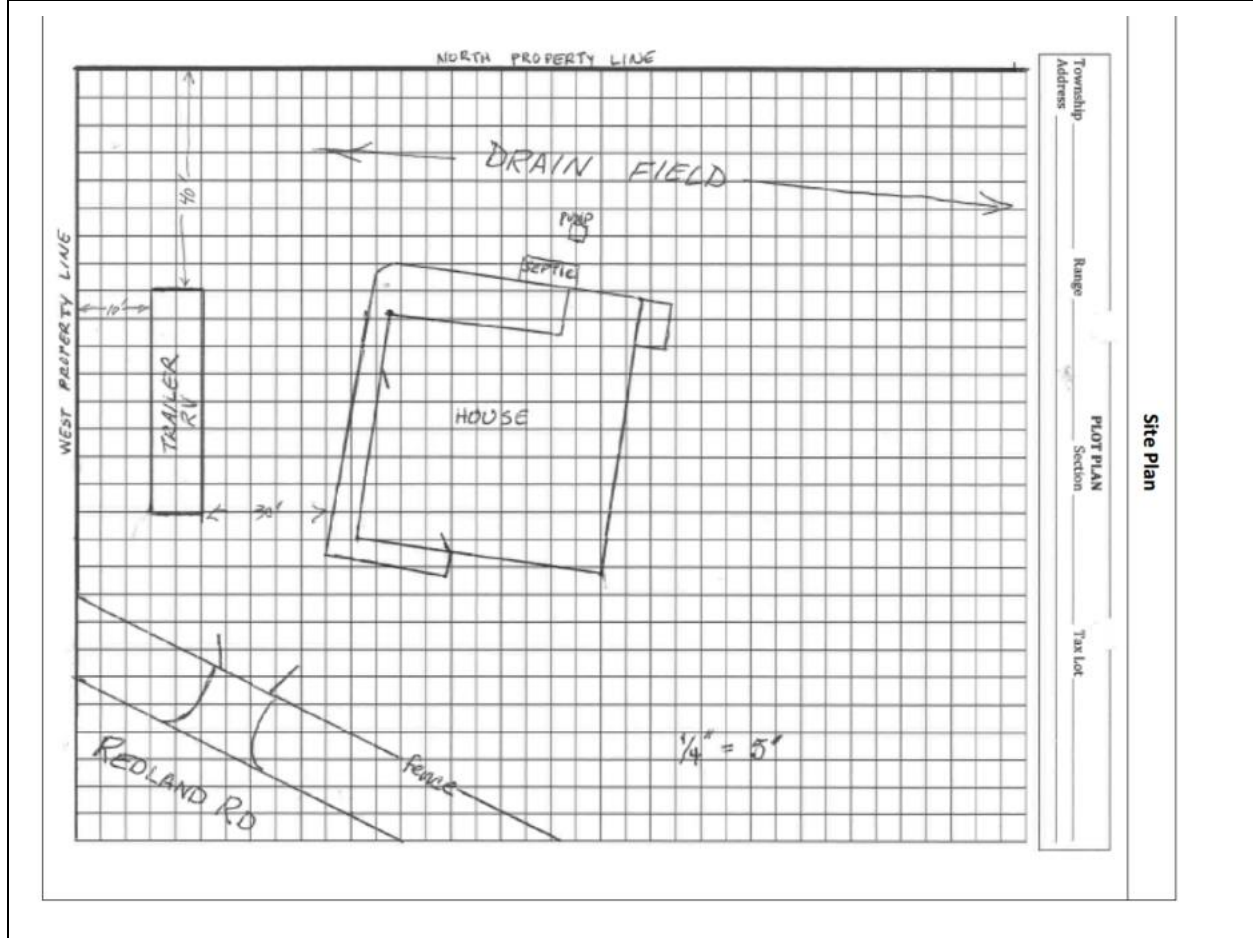 NORTH PROPERTY LINE
DRAIN FIELD
40'
PUMP
SEPTIC
WEST PROPERTY LINE
10'
TRAILER
RV
HOUSE
30'
1/4" = 5'
fence
REDLAND RD
Site Plan
PLOT PLAN
Township Range Section Tax Lot
Address